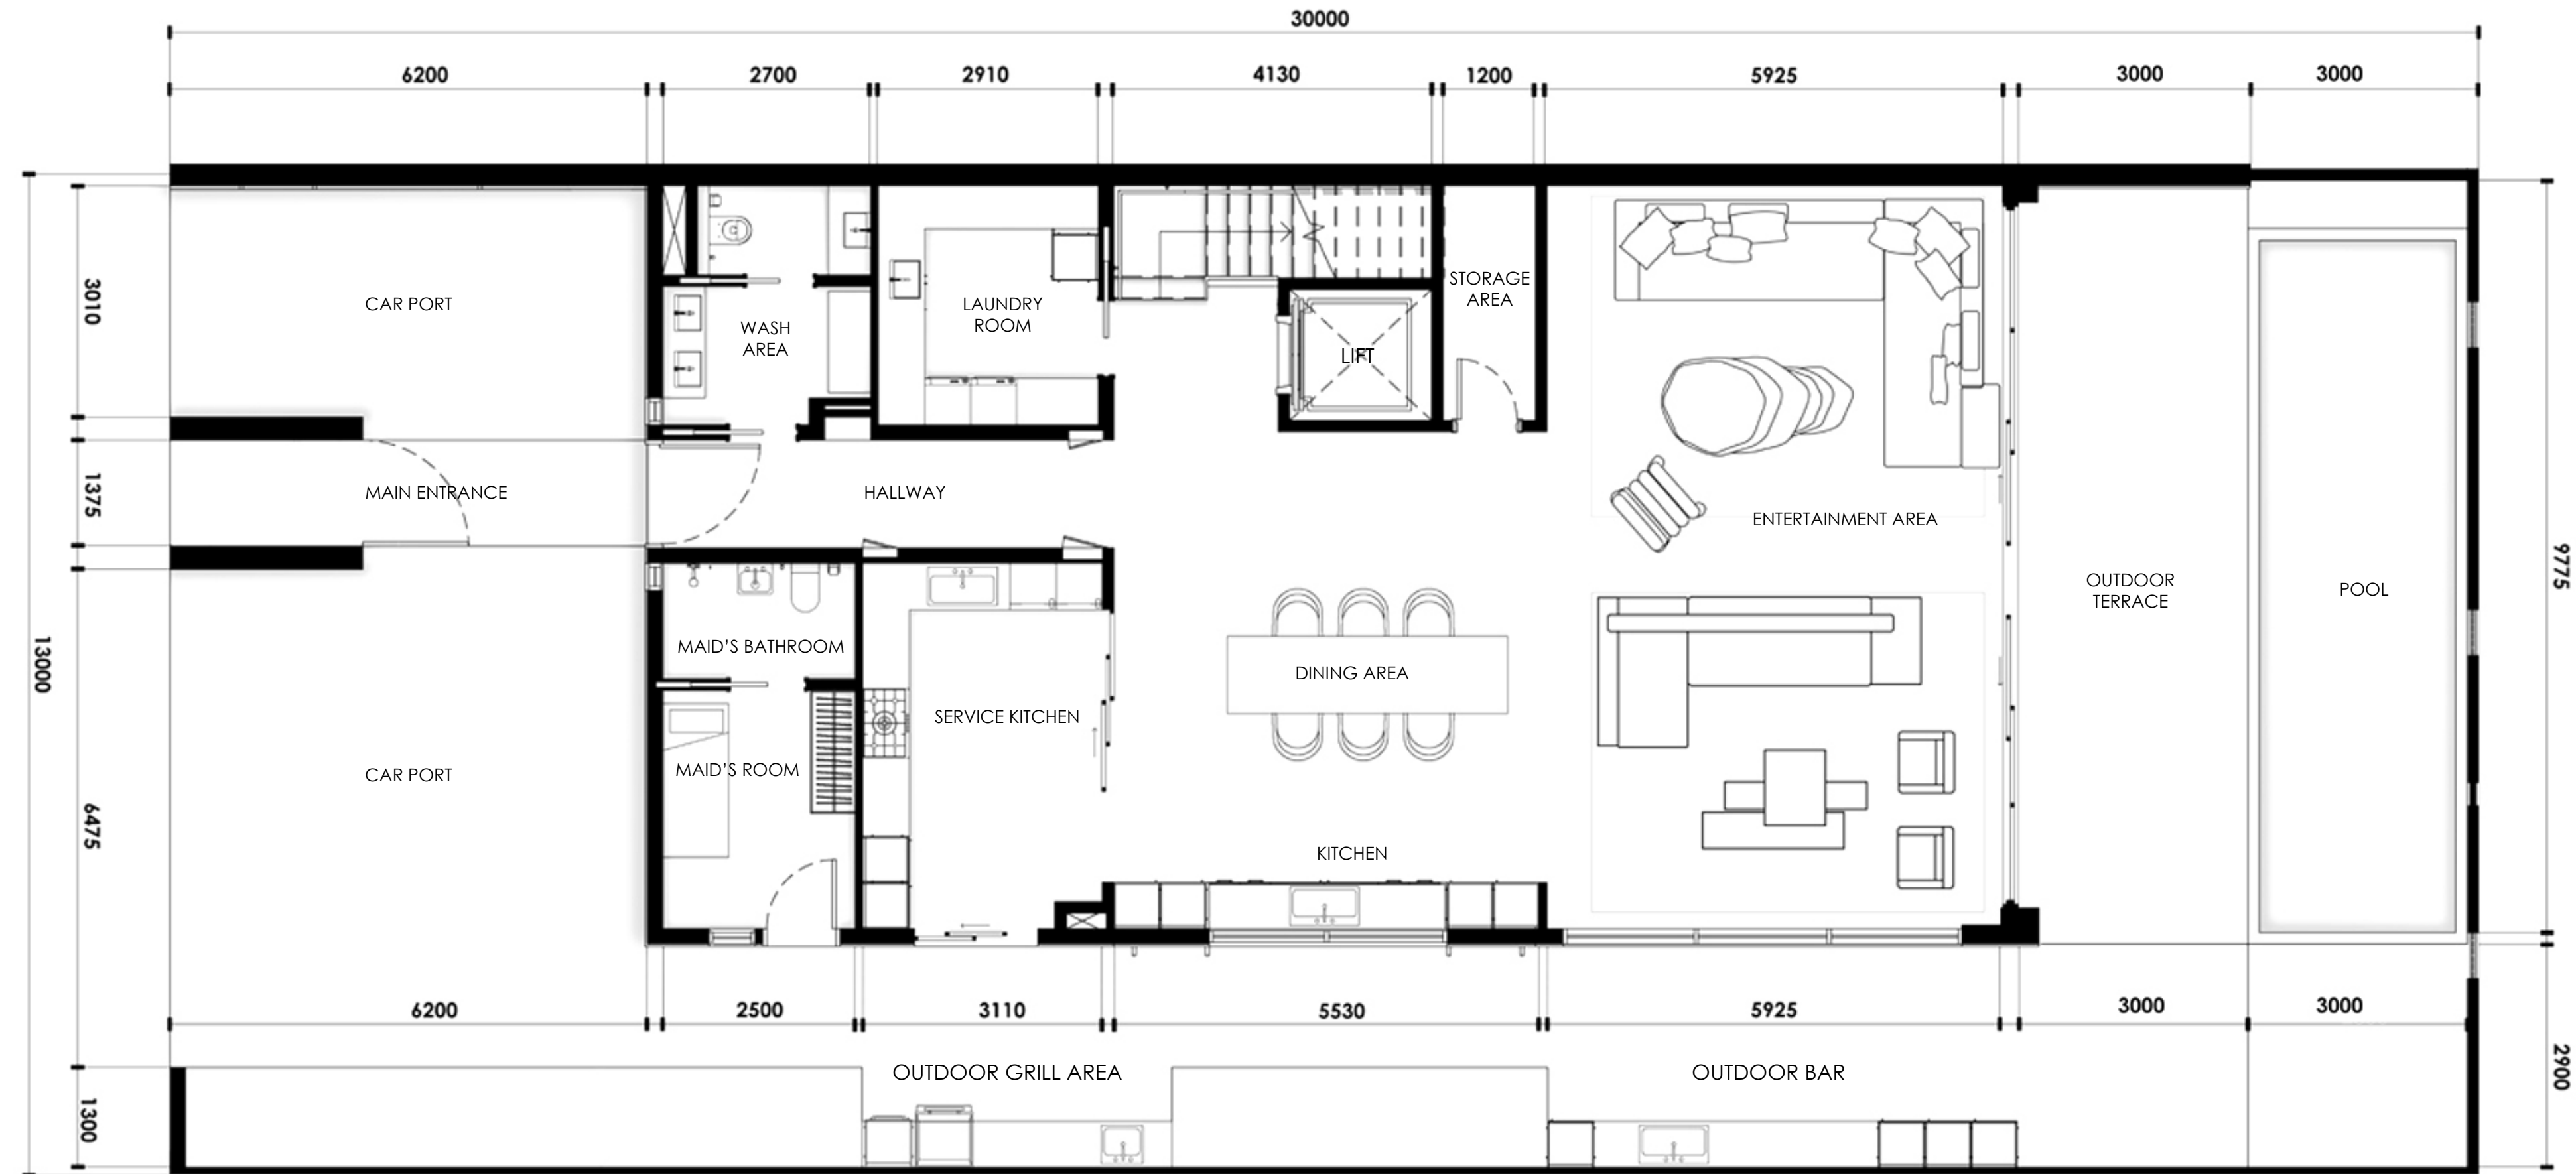 30000
6200
2700
2910
4130
1200
5925
3000
3000
3010
1375
13000
6475
1300
9775
2900
CAR PORT
WASH
AREA
LAUNDRY
ROOM
LIFT
STORAGE
AREA
MAIN ENTRANCE
HALLWAY
ENTERTAINMENT AREA
OUTDOOR
TERRACE
POOL
MAID'S BATHROOM
DINING AREA
SERVICE KITCHEN
CAR PORT
MAID'S ROOM
KITCHEN
6200
2500
3110
5530
5925
3000
3000
OUTDOOR GRILL AREA
OUTDOOR BAR